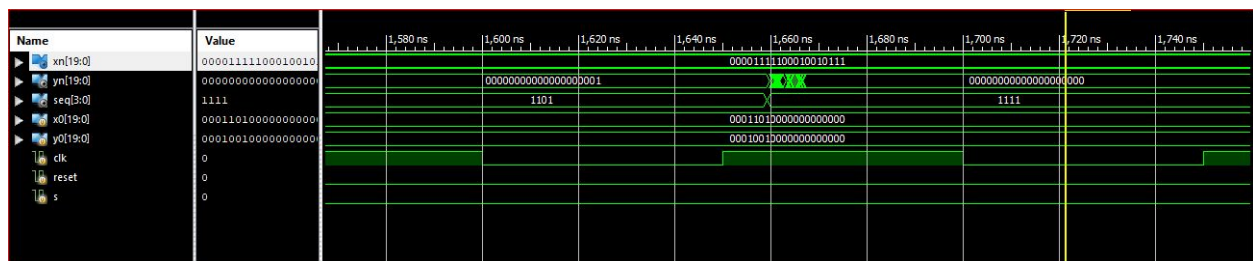 Name Value 1,580 ns 1,600 ns 1,620 ns 1,640 ns 1,660 ns 1,680 ns 1,700 ns 1,720 ns 1,740 ns
xn[19:0] 00001111100010010 00001111100010010111
yn[19:0] 000000000000000000 00000000000000000001 00000000000000000000
seq[3:0] 1111 1101 1111
x0[19:0] 000110100000000000 00011010000000000000
y0[19:0] 000100100000000000 00010010000000000000
clk 0
reset 0
s 0